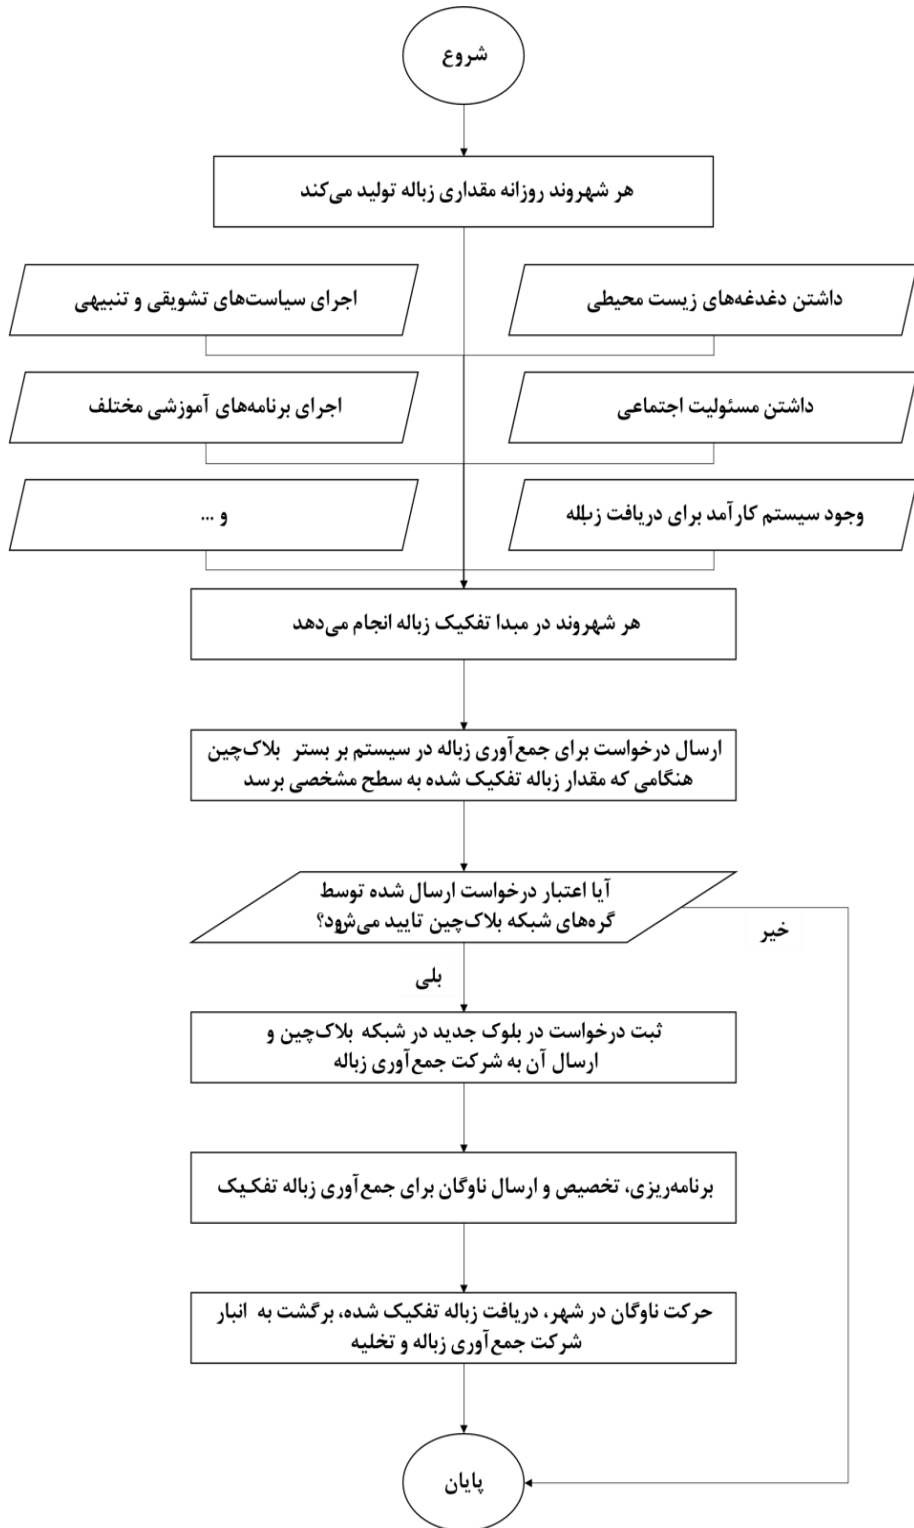 شروع
هر شهروند روزانه مقداری زباله تولید می‌کند
داشتن دغدغه‌های زیست محیطی
اجرای سیاست‌های تشویقی و تنبیهی
داشتن مسئولیت اجتماعی
اجرای برنامه‌های آموزشی مختلف
وجود سیستم کارآمد برای دریافت زباله
و ...
هر شهروند در مبدا تفکیک زباله انجام می‌دهد
ارسال درخواست برای جمع‌آوری زباله در سیستم بر بستر بلاک‌چین
هنگامی که مقدار زباله تفکیک شده به سطح مشخصی برسد
آیا اعتبار درخواست ارسال شده توسط
گره‌های شبکه بلاک‌چین تایید می‌شود؟
خیر
بلی
ثبت درخواست در بلوک جدید در شبکه بلاک‌چین و
ارسال آن به شرکت جمع‌آوری زباله
برنامه‌ریزی، تخصیص و ارسال ناوگان برای جمع‌آوری زباله تفکیک
حرکت ناوگان در شهر، دریافت زباله تفکیک شده، برگشت به انبار
شرکت جمع‌آوری زباله و تخلیه
پایان